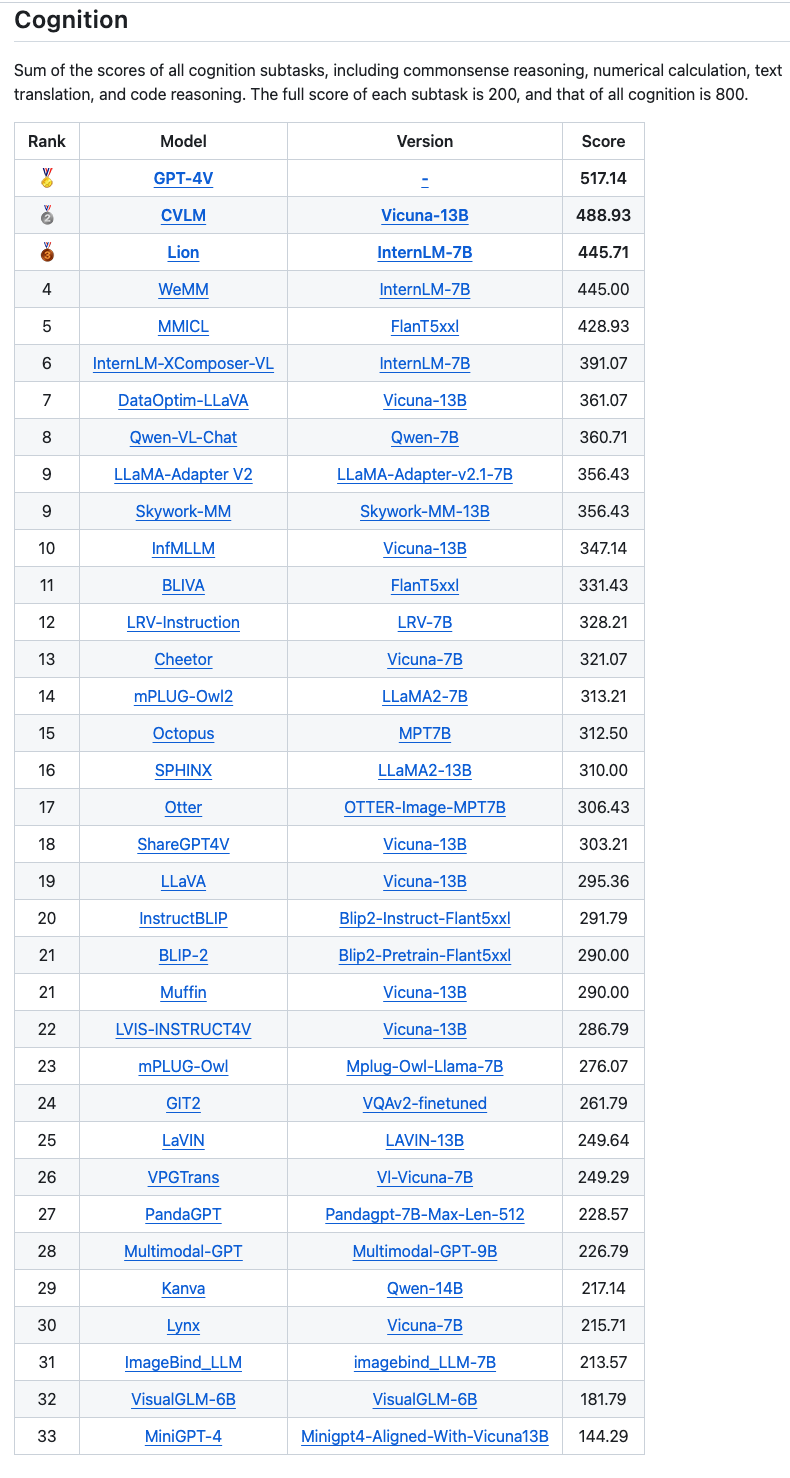 Cognition
Sum of the scores of all cognition subtasks, including commonsense reasoning, numerical calculation, text
translation, and code reasoning. The full score of each subtask is 200, and that of all cognition is 800.
Rank Model Version Score
GPT-4V - 517.14
2 CVLM Vicuna-13B 488.93
3 Lion InternLM-7B 445.71
4 WeMM InternLM-7B 445.00
5 MMICL FlanT5xxl 428.93
6 InternLM-XComposer-VL InternLM-7B 391.07
7 DataOptim-LLaVA Vicuna-13B 361.07
8 Qwen-VL-Chat Qwen-7B 360.71
9 LLaMA-Adapter V2 LLaMA-Adapter-v2.1-7B 356.43
9 Skywork-MM Skywork-MM-13B 356.43
10 InfMLLM Vicuna-13B 347.14
11 BLIVA FlanT5xxl 331.43
12 LRV-Instruction LRV-7B 328.21
13 Cheetor Vicuna-7B 321.07
14 mPLUG-Owl2 LLaMA2-7B 313.21
15 Octopus MPT7B 312.50
16 SPHINX LLaMA2-13B 310.00
17 Otter OTTER-Image-MPT7B 306.43
18 ShareGPT4V Vicuna-13B 303.21
19 LLaVA Vicuna-13B 295.36
20 InstructBLIP Blip2-Instruct-Flant5xxl 291.79
21 BLIP-2 Blip2-Pretrain-Flant5xxl 290.00
21 Muffin Vicuna-13B 290.00
22 LVIS-INSTRUCT4V Vicuna-13B 286.79
23 mPLUG-Owl Mplug-Owl-Llama-7B 276.07
24 GIT2 VQAv2-finetuned 261.79
25 LaVIN LAVIN-13B 249.64
26 VPGTrans Vl-Vicuna-7B 249.29
27 PandaGPT Pandagpt-7B-Max-Len-512 228.57
28 Multimodal-GPT Multimodal-GPT-9B 226.79
29 Kanva Qwen-14B 217.14
30 Lynx Vicuna-7B 215.71
31 ImageBind_LLM imagebind_LLM-7B 213.57
32 VisualGLM-6B VisualGLM-6B 181.79
33 MiniGPT-4 Minigpt4-Aligned-With-Vicuna13B 144.29